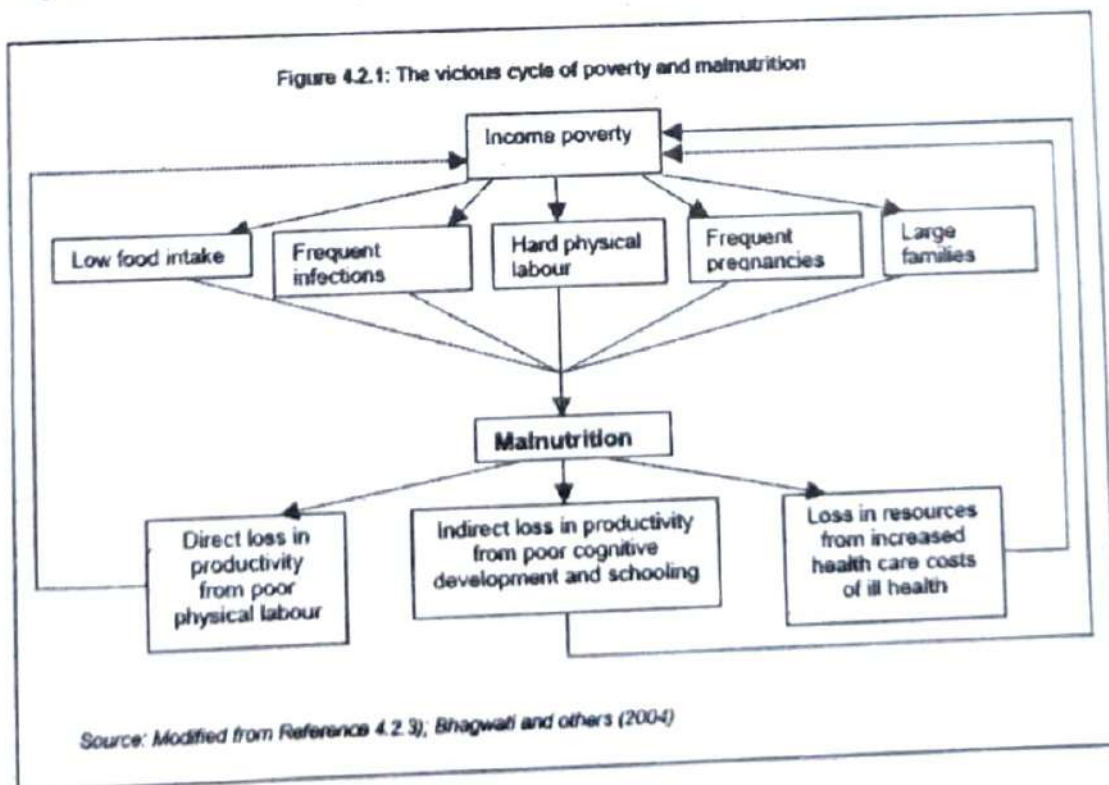 Figure 4.2.1: The vicious cycle of poverty and malnutrition
Income poverty
Low food intake
Frequent
infections
Hard physical
labour
Frequent
pregnancies
Large
families
Malnutrition
Direct loss in
productivity
from poor
physical labour
Indirect loss in productivity
from poor cognitive
development and schooling
Loss in resources
from increased
health care costs
of ill health
Source: Modified from Reference 4.2.3); Bhagwati and others (2004)